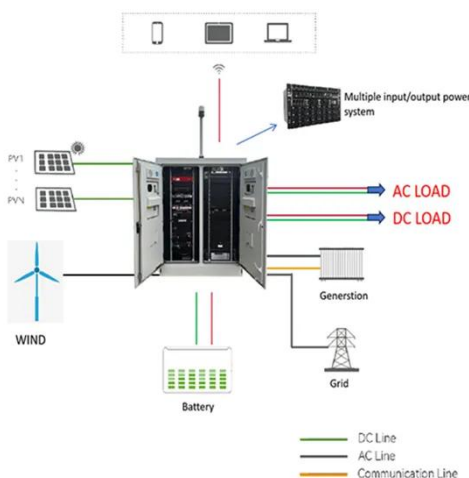 Multiple input/output power
system
PV1
PVN
AC LOAD
DC LOAD
WIND
Generstion
Grid
Battery
DC Line
AC Line
Communication Line